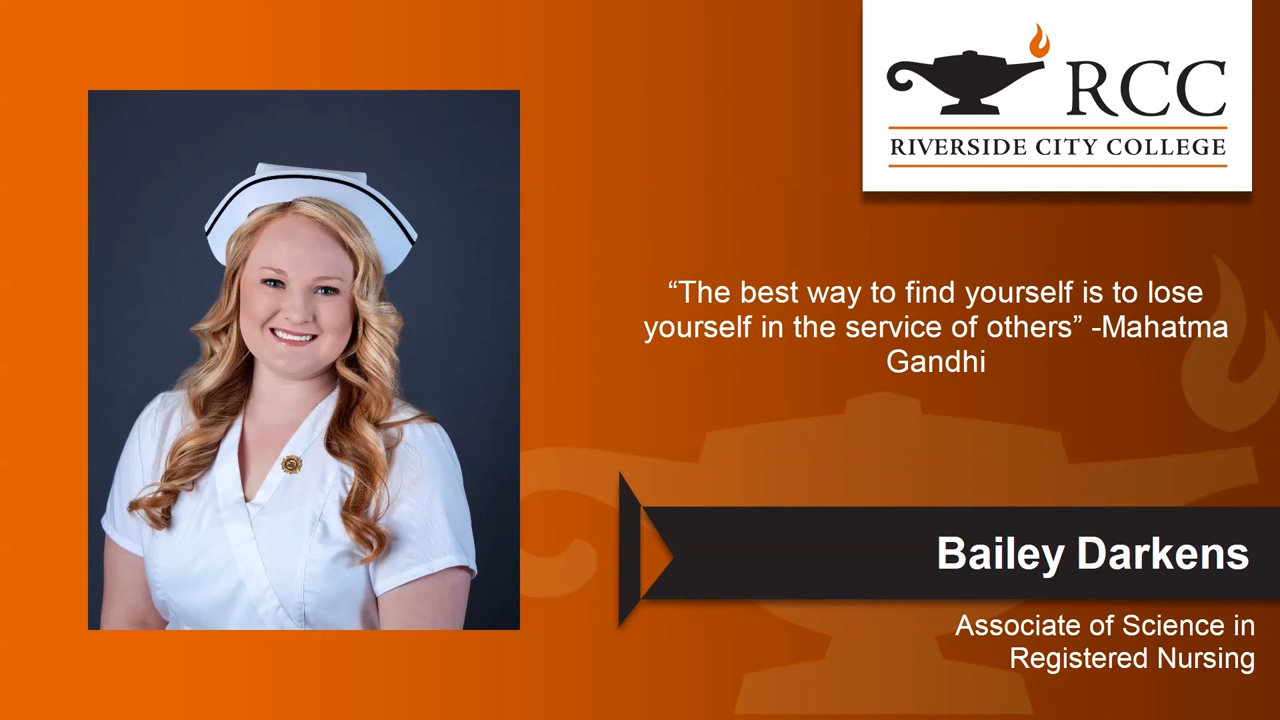 RCC
RIVERSIDE CITY COLLEGE
“The best way to find yourself is to lose
yourself in the service of others” -Mahatma
Gandhi
Bailey Darkens
Associate of Science in
Registered Nursing